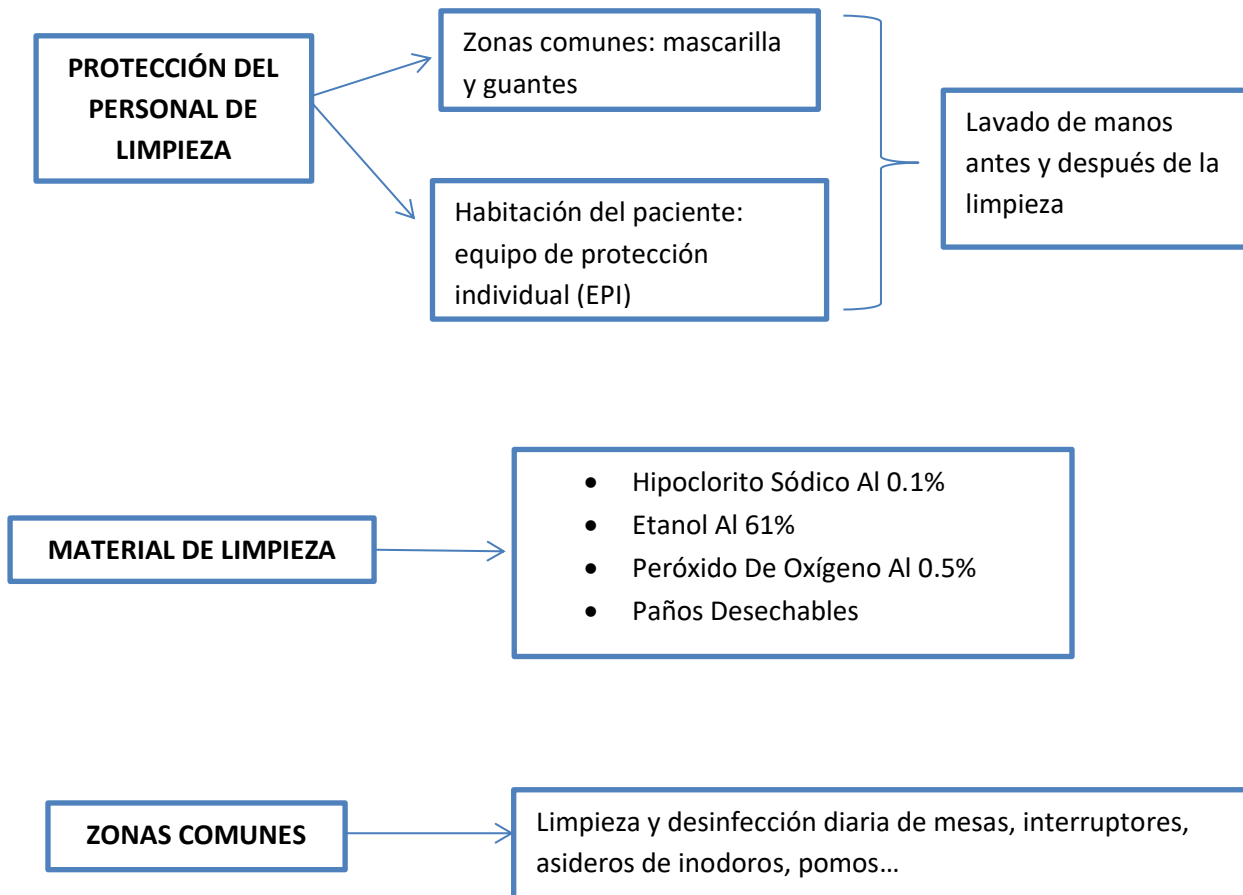 PROTECCIÓN DEL
PERSONAL DE
LIMPIEZA
Zonas comunes: mascarilla
y guantes
Habitación del paciente:
equipo de protección
individual (EPI)
Lavado de manos
antes y después de la
limpieza
MATERIAL DE LIMPIEZA
• Hipoclorito Sódico Al 0.1%
• Etanol Al 61%
• Peróxido De Oxígeno Al 0.5%
• Paños Desechables
ZONAS COMUNES
Limpieza y desinfección diaria de mesas, interruptores,
asideros de inodoros, pomos…